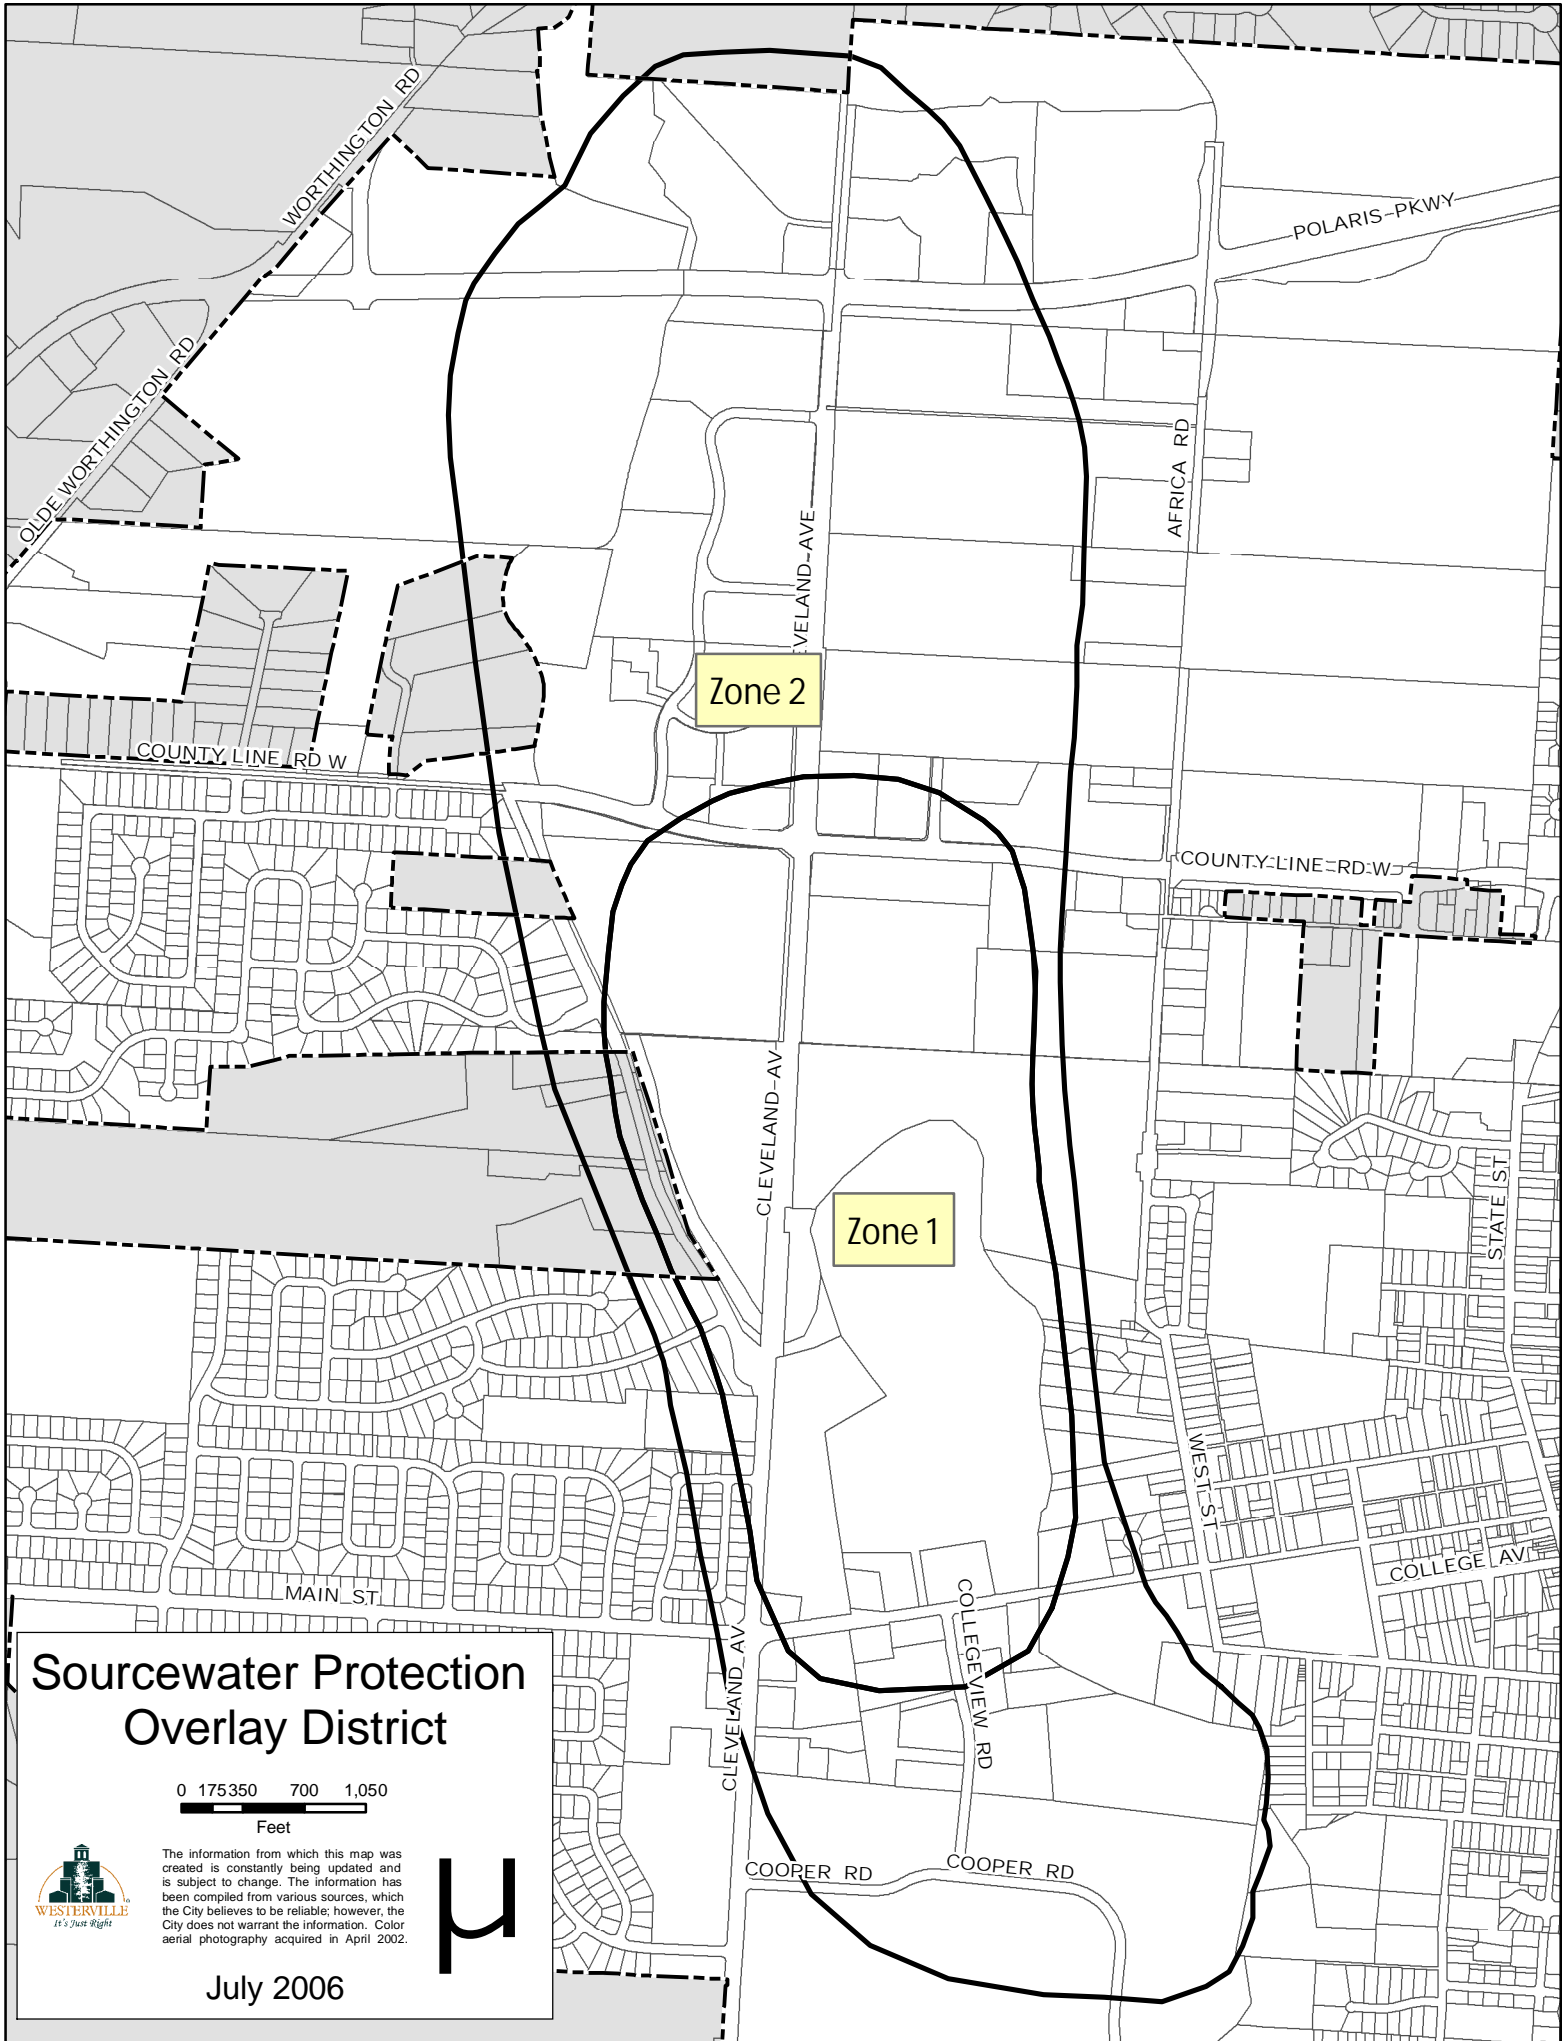 WORTHINGTON RD
POLARIS PKWY
OLDE WORTHINGTON RD
AFRICA RD
VELAND AVE
Zone 2
COUNTY LINE RD W
COUNTY LINE RD W
CLEVELAND AV
Zone 1
STATE ST
WEST ST
COLLEGE AV
MAIN ST
COLLEGEVIEW RD
CLEVELAND AV
COOPER RD
COOPER RD
Sourcewater Protection
Overlay District
0 175 350 700 1,050
Feet
The information from which this map was
created is constantly being updated and
is subject to change. The information has
been compiled from various sources, which
the City believes to be reliable; however, the
City does not warrant the information. Color
aerial photography acquired in April 2002.
µ
WESTERVILLE
It's Just Right
July 2006